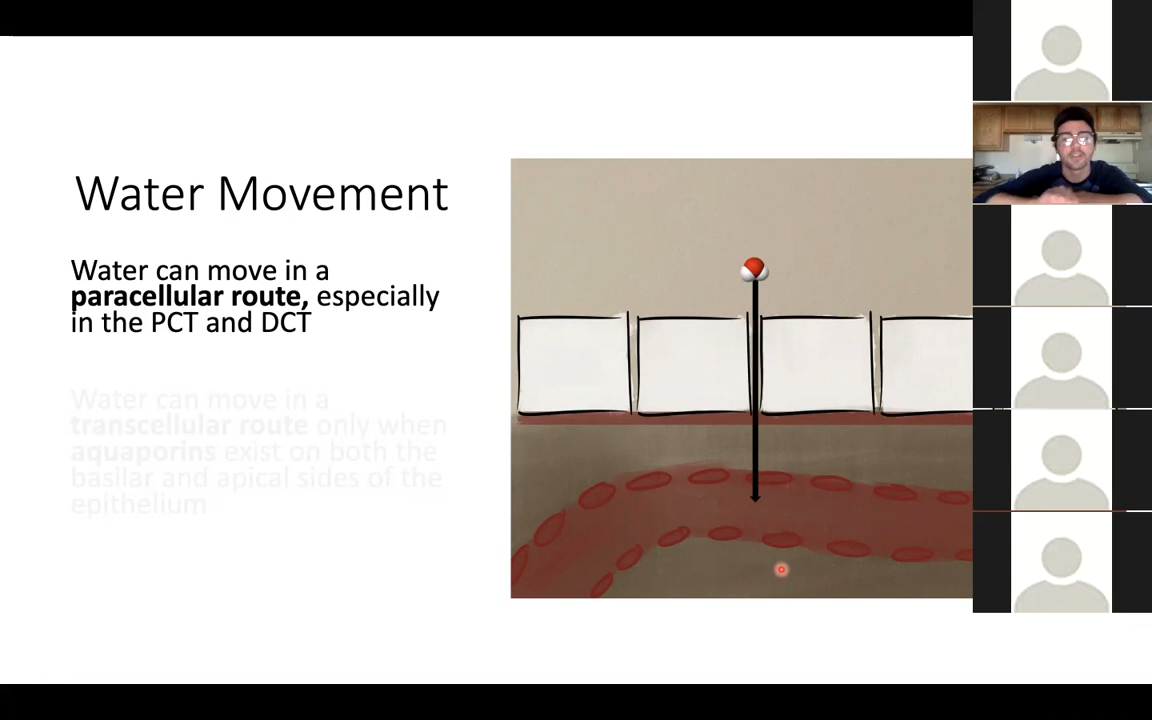 Water Movement
Water can move in a
paracellular route, especially
in the PCT and DCT
Water can move in a
transcellular route only when
aquaporins exist on both the
basilar and apical sides of the
epithelium